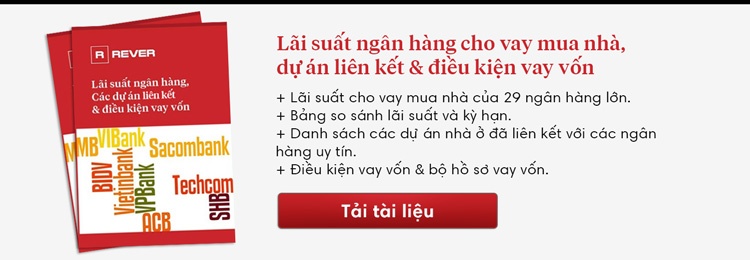 R REVER
Lãi suất ngân hàng,
Các dự án liên kết
& điều kiện vay vốn
MB
VIBank
Sacombank
BIDV
Vietinbank
VPBank
Techcom
SHB
ACB
Lãi suất ngân hàng cho vay mua nhà,
dự án liên kết & điều kiện vay vốn
+ Lãi suất cho vay mua nhà của 29 ngân hàng lớn.
+ Bảng so sánh lãi suất và kỳ hạn.
+ Danh sách các dự án nhà ở đã liên kết với các ngân
hàng uy tín.
+ Điều kiện vay vốn & bộ hồ sơ vay vốn.
Tải tài liệu